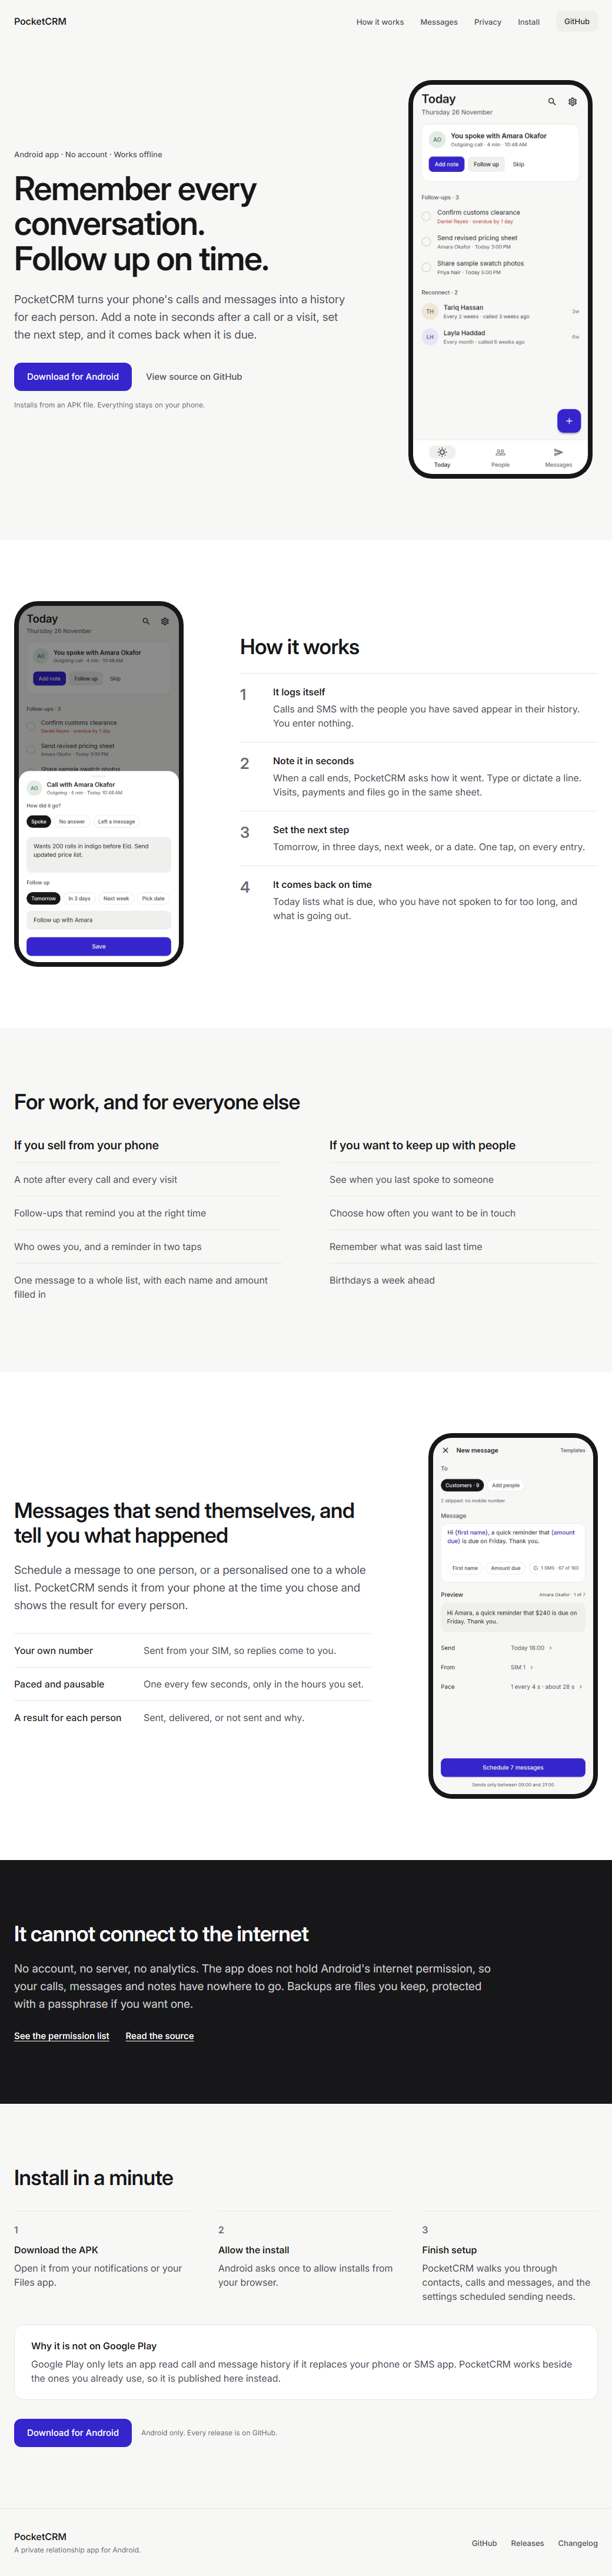 PocketCRM
How it works
Messages
Privacy
Install
GitHub
Android app · No account · Works offline
Remember every
conversation.
Follow up on time.
PocketCRM turns your phone's calls and messages into a history
for each person. Add a note in seconds after a call or a visit, set
the next step, and it comes back when it is due.
Download for Android
View source on GitHub
Installs from an APK file. Everything stays on your phone.
Today
Thursday 26 November
AO
You spoke with Amara Okafor
Outgoing call · 4 min · 10:48 AM
Add note
Follow up
Skip
Follow-ups · 3
Confirm customs clearance
Daniel Reyes · overdue by 1 day
Send revised pricing sheet
Amara Okafor · Today 3:00 PM
Share sample swatch photos
Priya Nair · Today 5:00 PM
Reconnect · 2
TH
Tariq Hassan
Every 2 weeks · called 3 weeks ago
3w
LH
Layla Haddad
Every month · called 6 weeks ago
6w
+
Today
People
Messages
Today
Thursday 26 November
AO
You spoke with Amara Okafor
Outgoing call · 4 min · 10:48 AM
Add note
Follow up
Skip
Follow-ups · 3
Confirm customs clearance
Daniel Reyes · overdue by 1 day
Send revised pricing sheet
Amara Okafor · Today 3:00 PM
Share sample swatch photos
AO
Call with Amara Okafor
Outgoing · 4 min · Today 10:48 AM
How did it go?
Spoke
No answer
Left a message
Wants 200 rolls in indigo before Eid. Send
updated price list.
Follow up
Tomorrow
In 3 days
Next week
Pick date
Follow up with Amara
Save
How it works
1
It logs itself
Calls and SMS with the people you have saved appear in their history.
You enter nothing.
2
Note it in seconds
When a call ends, PocketCRM asks how it went. Type or dictate a line.
Visits, payments and files go in the same sheet.
3
Set the next step
Tomorrow, in three days, next week, or a date. One tap, on every entry.
4
It comes back on time
Today lists what is due, who you have not spoken to for too long, and
what is going out.
For work, and for everyone else
If you sell from your phone
A note after every call and every visit
Follow-ups that remind you at the right time
Who owes you, and a reminder in two taps
One message to a whole list, with each name and amount
filled in
If you want to keep up with people
See when you last spoke to someone
Choose how often you want to be in touch
Remember what was said last time
Birthdays a week ahead
Messages that send themselves, and
tell you what happened
Schedule a message to one person, or a personalised one to a whole
list. PocketCRM sends it from your phone at the time you chose and
shows the result for every person.
Your own number
Sent from your SIM, so replies come to you.
Paced and pausable
One every few seconds, only in the hours you set.
A result for each person
Sent, delivered, or not sent and why.
New message
Templates
To
Customers · 9
Add people
2 skipped: no mobile number
Message
Hi {first name}, a quick reminder that {amount
due} is due on Friday. Thank you.
First name
Amount due
1 SMS · 67 of 160
Preview
Amara Okafor · 1 of 7
Hi Amara, a quick reminder that $240 is due on
Friday. Thank you.
Send
Today 18:00
From
SIM 1
Pace
1 every 4 s · about 28 s
Schedule 7 messages
Sends only between 09:00 and 21:00
It cannot connect to the internet
No account, no server, no analytics. The app does not hold Android's internet permission, so
your calls, messages and notes have nowhere to go. Backups are files you keep, protected
with a passphrase if you want one.
See the permission list
Read the source
Install in a minute
1
Download the APK
Open it from your notifications or your
Files app.
2
Allow the install
Android asks once to allow installs from
your browser.
3
Finish setup
PocketCRM walks you through
contacts, calls and messages, and the
settings scheduled sending needs.
Why it is not on Google Play
Google Play only lets an app read call and message history if it replaces your phone or SMS app. PocketCRM works beside
the ones you already use, so it is published here instead.
Download for Android
Android only. Every release is on GitHub.
PocketCRM
A private relationship app for Android.
GitHub
Releases
Changelog